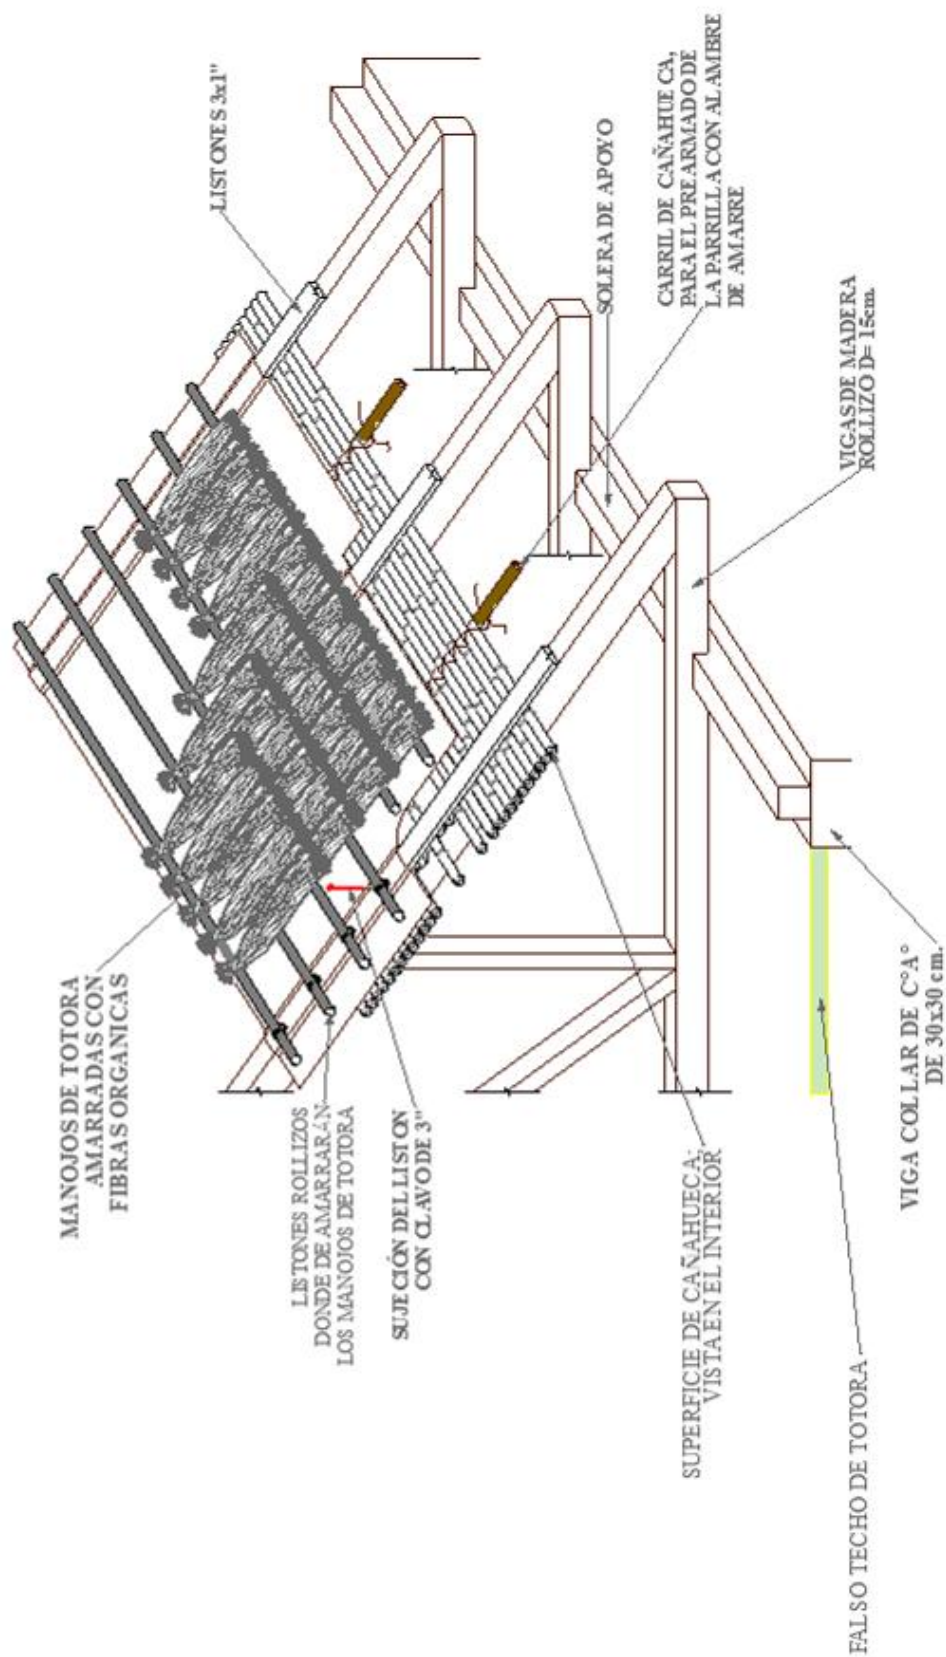 MANOJOS DE TOTORA
AMARRADAS CON
FIBRAS ORGANICAS
LISTONES ROLLIZOS
DONDE DE AMARRARÁN
LOS MANOJOS DE TOTORA
SUJECIÓN DEL LISTON
CON CLAVO DE 3"
SUPERFICIE DE CAÑAHUECA;
VISTA EN EL INTERIOR
FALSO TECHO DE TOTORA
VIGA COLLAR DE C°A°
DE 30x30 cm.
LISTONES 3x1"
SOLERA DE APOYO
CARRIL DE CAÑAHUECA,
PARA EL PREARMADO DE
LA PARRILLA CON ALAMBRE
DE AMARRE
VIGAS DE MADERA
ROLLIZO D= 15cm.